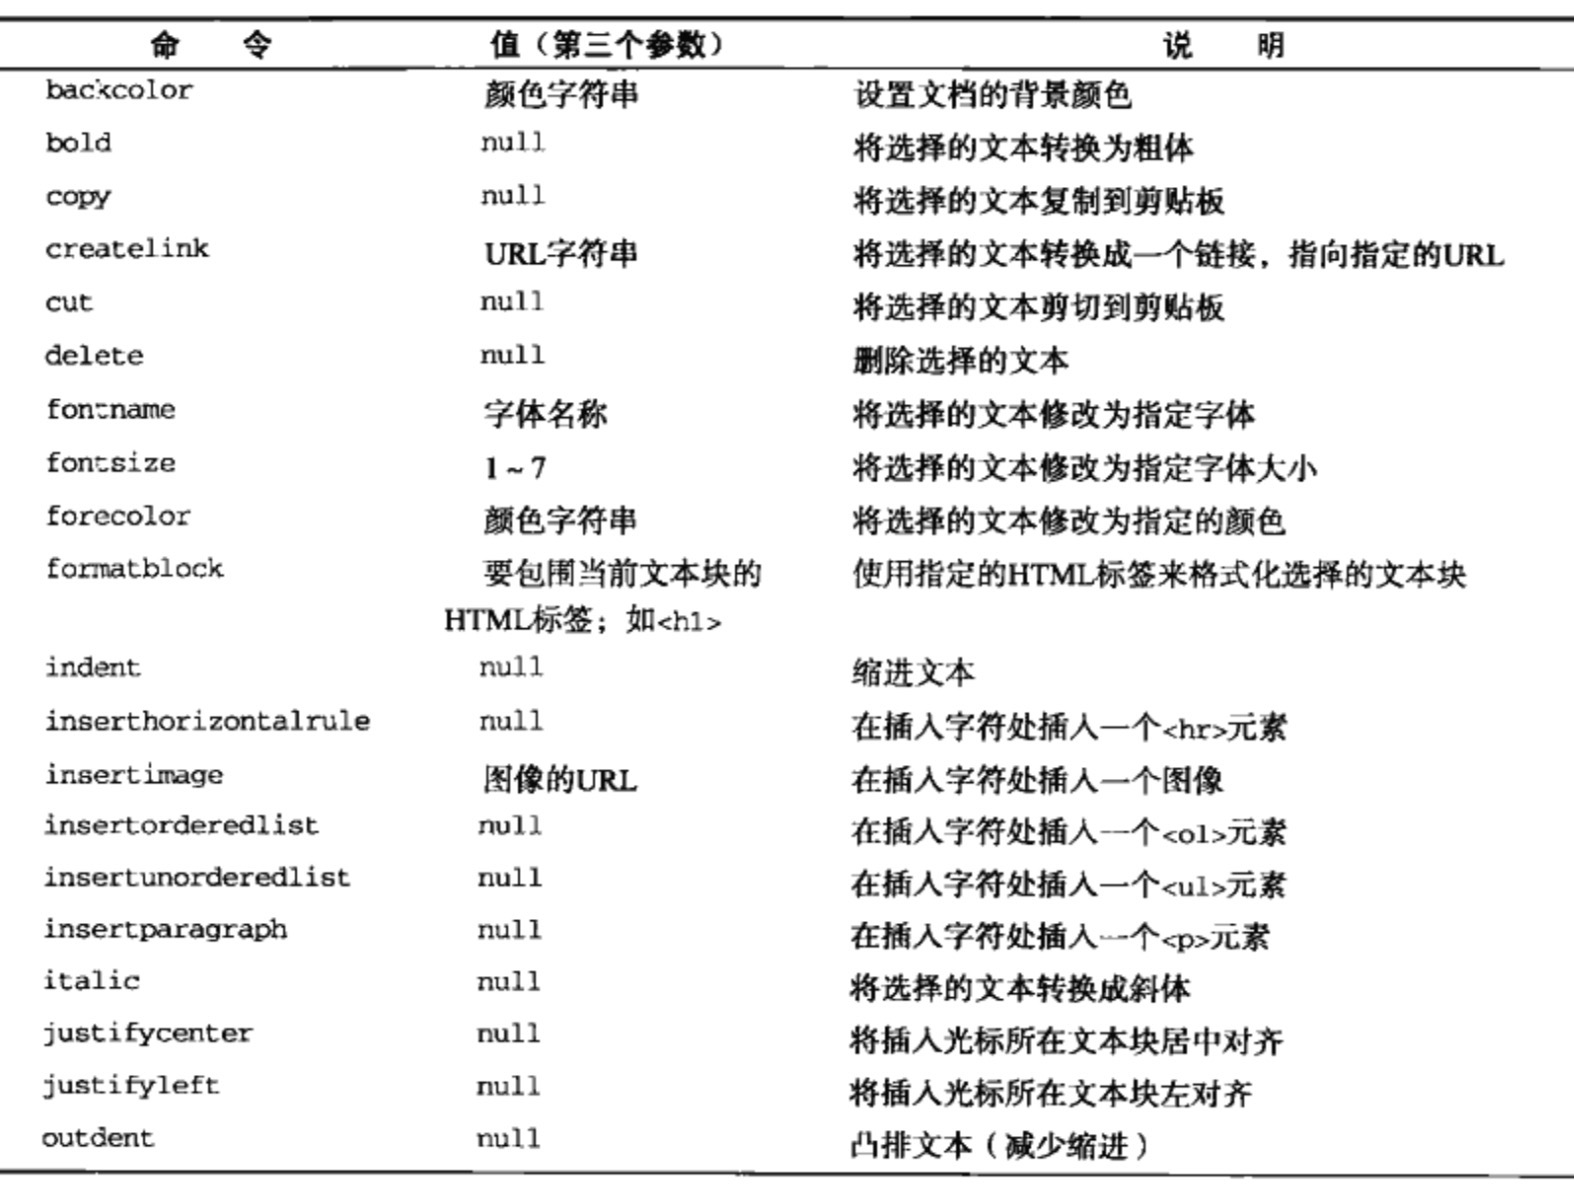 命 令 值（第三个参数） 说 明
backcolor 颜色字符串 设置文档的背景颜色
bold null 将选择的文本转换为粗体
copy null 将选择的文本复制到剪贴板
createlink URL字符串 将选择的文本转换成一个链接，指向指定的URL
cut null 将选择的文本剪切到剪贴板
delete null 删除选择的文本
fontname 字体名称 将选择的文本修改为指定字体
fontsize 1～7 将选择的文本修改为指定字体大小
forecolor 颜色字符串 将选择的文本修改为指定的颜色
formatblock 要包围当前文本块的 使用指定的HTML标签来格式化选择的文本块
HTML标签；如<h1>
indent null 缩进文本
inserthorizontalrule null 在插入字符处插入一个<hr>元素
insertimage 图像的URL 在插入字符处插入一个图像
insertorderedlist null 在插入字符处插入一个<ol>元素
insertunorderedlist null 在插入字符处插入一个<ul>元素
insertparagraph null 在插入字符处插入一个<p>元素
italic null 将选择的文本转换成斜体
justifycenter null 将插入光标所在文本块居中对齐
justifyleft null 将插入光标所在文本块左对齐
outdent null 凸排文本（减少缩进）